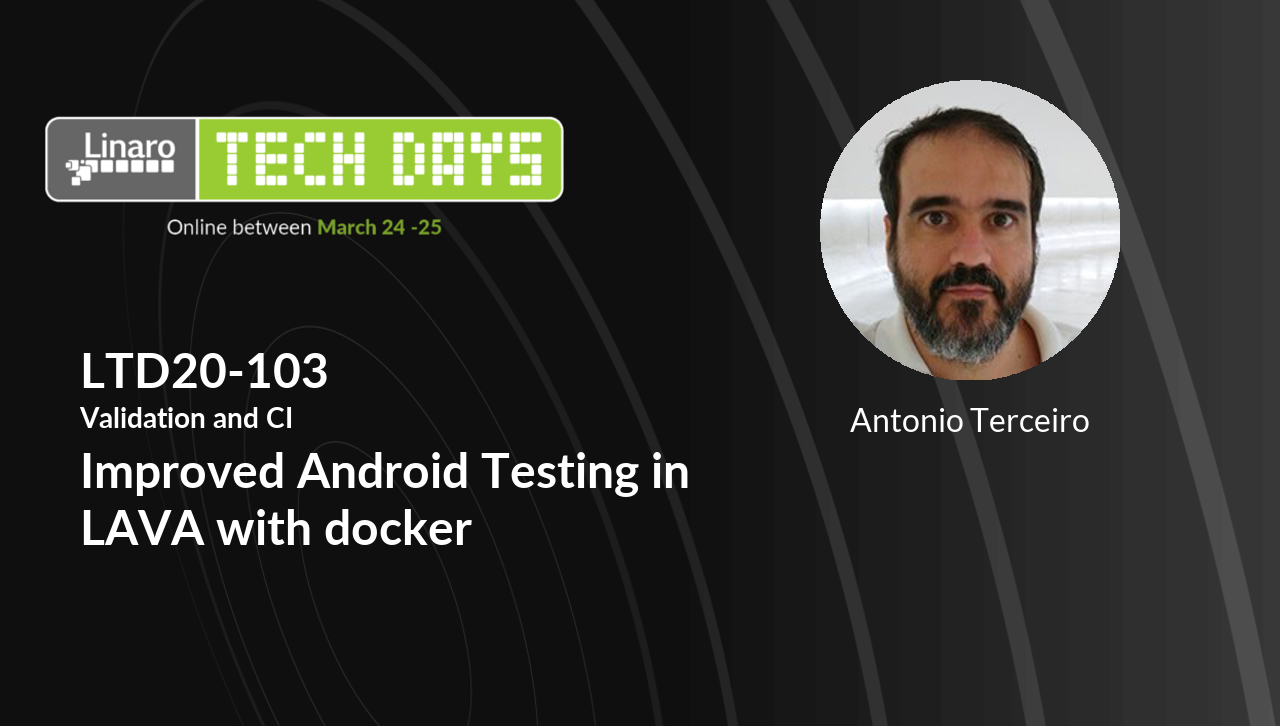 Linaro TECH DAYS
Online between March 24 -25
LTD20-103
Validation and CI
Improved Android Testing in
LAVA with docker
Antonio Terceiro